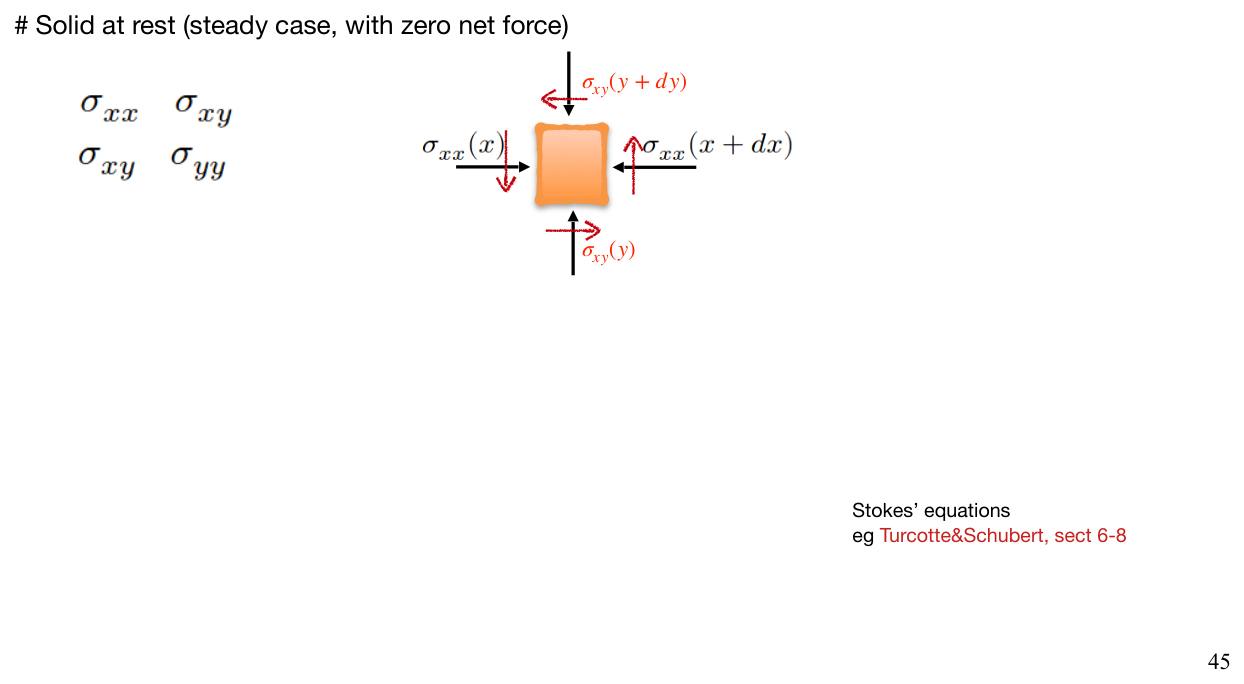 # Solid at rest (steady case, with zero net force)
σxx σxy
σxy σyy
σxy(y + dy)
σxx(x)
σxx(x + dx)
σxy(y)
Stokes’ equations
eg Turcotte&Schubert, sect 6-8
45